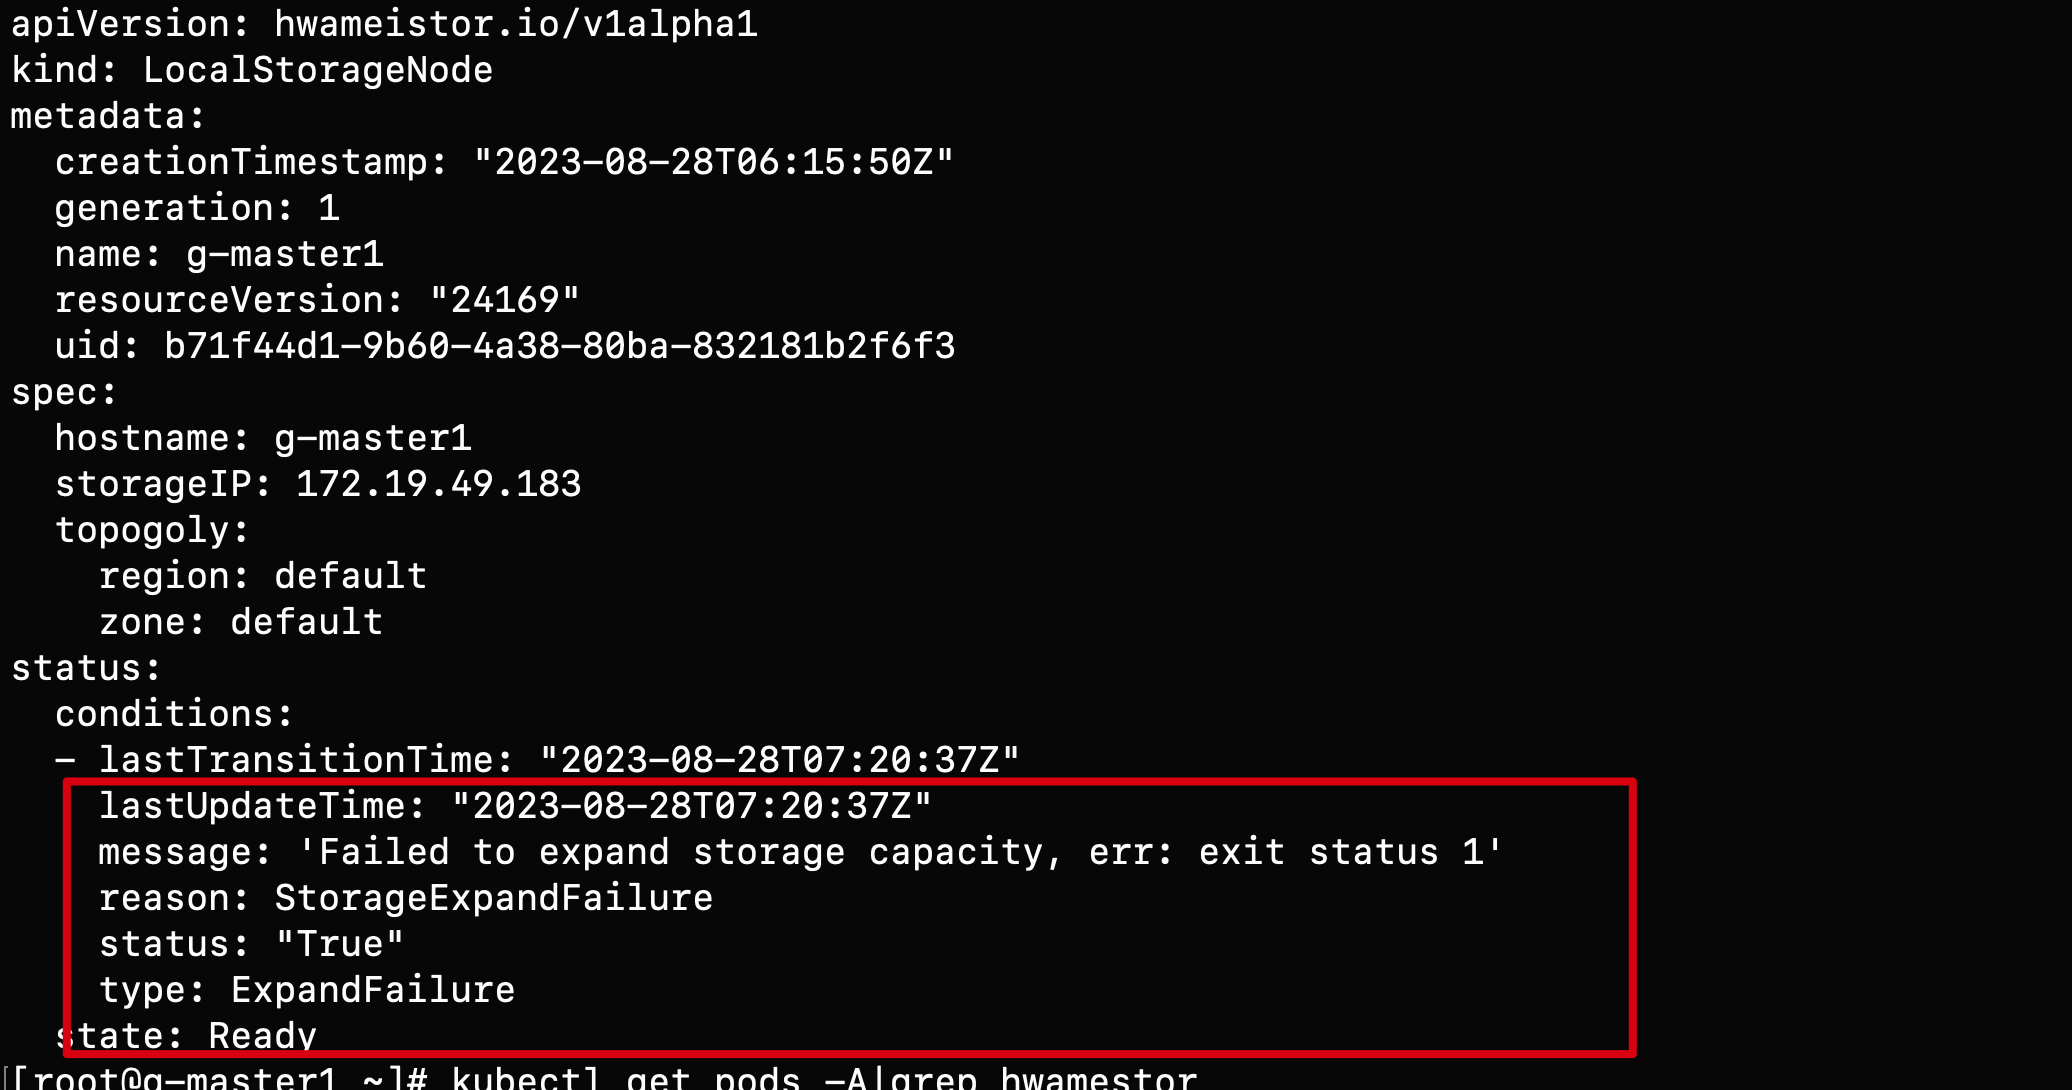 apiVersion: hwameistor.io/v1alpha1
kind: LocalStorageNode
metadata:
  creationTimestamp: "2023-08-28T06:15:50Z"
  generation: 1
  name: g-master1
  resourceVersion: "24169"
  uid: b71f44d1-9b60-4a38-80ba-832181b2f6f3
spec:
  hostname: g-master1
  storageIP: 172.19.49.183
  topogoly:
    region: default
    zone: default
status:
  conditions:
  - lastTransitionTime: "2023-08-28T07:20:37Z"
    lastUpdateTime: "2023-08-28T07:20:37Z"
    message: 'Failed to expand storage capacity, err: exit status 1'
    reason: StorageExpandFailure
    status: "True"
    type: ExpandFailure
  state: Ready
[[root@g-master1 ~]# kubectl get pods -A|grep hwamestor